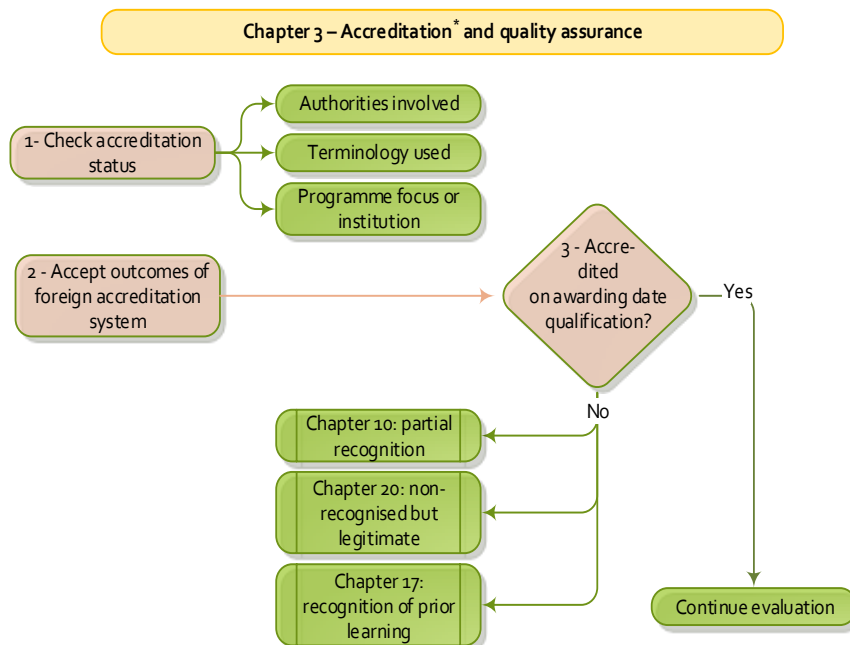 Chapter 3 – Accreditation* and quality assurance
1- Check accreditation
status
Authorities involved
Terminology used
Programme focus or
institution
2 - Accept outcomes of
foreign accreditation
system
3 - Accre-
dited
on awarding date
qualification?
Yes
No
Chapter 10: partial
recognition
Chapter 20: non-
recognised but
legitimate
Chapter 17:
recognition of prior
learning
Continue evaluation